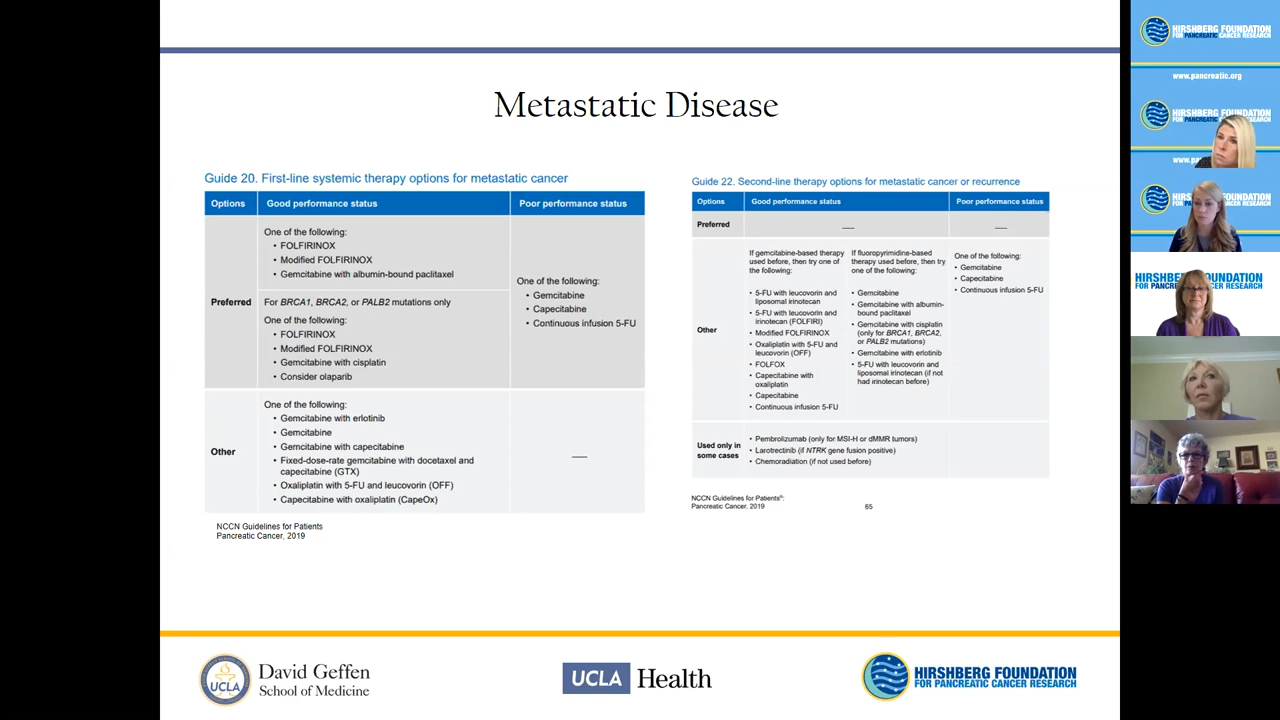 Metastatic Disease
Guide 20. First-line systemic therapy options for metastatic cancer
Options
Good performance status
Poor performance status
Preferred
One of the following:
• FOLFIRINOX
• Modified FOLFIRINOX
• Gemcitabine with albumin-bound paclitaxel
For BRCA1, BRCA2, or PALB2 mutations only
One of the following:
• FOLFIRINOX
• Modified FOLFIRINOX
• Gemcitabine with cisplatin
• Consider olaparib
One of the following:
• Gemcitabine
• Capecitabine
• Continuous infusion 5-FU
Other
One of the following:
• Gemcitabine with erlotinib
• Gemcitabine
• Gemcitabine with capecitabine
• Fixed-dose-rate gemcitabine with docetaxel and
capecitabine (GTX)
• Oxaliplatin with 5-FU and leucovorin (OFF)
• Capecitabine with oxaliplatin (CapeOx)
NCCN Guidelines for Patients
Pancreatic Cancer, 2019
Guide 22. Second-line therapy options for metastatic cancer or recurrence
Options
Good performance status
Poor performance status
Preferred
Other
If gemcitabine-based therapy
used before, then try one of
the following:
• 5-FU with leucovorin and
liposomal irinotecan
• 5-FU with leucovorin and
irinotecan (FOLFIRI)
• Modified FOLFIRINOX
• Oxaliplatin with 5-FU and
leucovorin (OFF)
• FOLFOX
• Capecitabine with
oxaliplatin
• Capecitabine
• Continuous infusion 5-FU
If fluoropyrimidine-based
therapy used before, then try
one of the following:
• Gemcitabine
• Gemcitabine with albumin-
bound paclitaxel
• Gemcitabine with cisplatin
(only for BRCA1, BRCA2,
or PALB2 mutations)
• Gemcitabine with erlotinib
• 5-FU with leucovorin and
liposomal irinotecan (if not
had irinotecan before)
One of the following:
• Gemcitabine
• Capecitabine
• Continuous infusion 5-FU
Used only in
some cases
• Pembrolizumab (only for MSI-H or dMMR tumors)
• Larotrectinib (if NTRK gene fusion positive)
• Chemoradiation (if not used before)
NCCN Guidelines for Patients®:
Pancreatic Cancer, 2019
65
UCLA
David Geffen
School of Medicine
UCLA Health
HIRSHBERG FOUNDATION
FOR PANCREATIC CANCER RESEARCH
HIRSHBERG FOUNDATION
FOR PANCREATIC CANCER RESEARCH
www.pancreatic.org